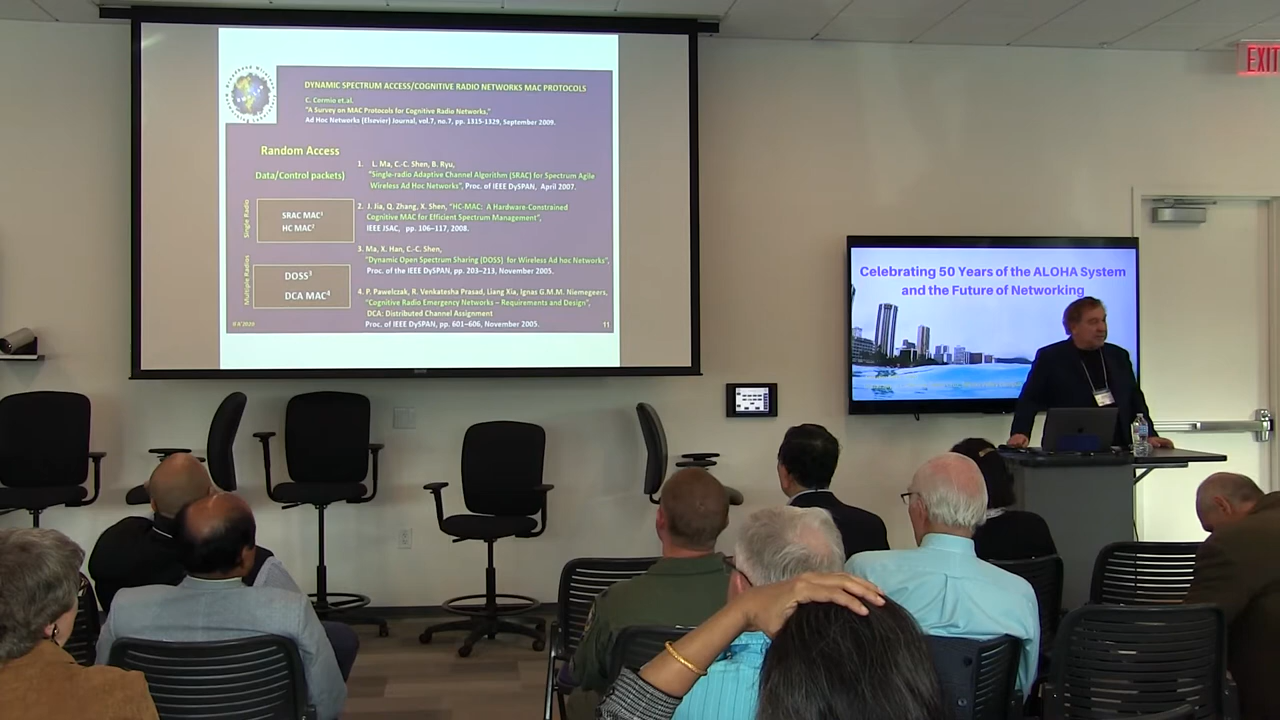 DYNAMIC SPECTRUM ACCESS/COGNITIVE RADIO NETWORKS MAC PROTOCOLS
C. Cormio et.al.
"A Survey on MAC Protocols for Cognitive Radio Networks,"
Ad Hoc Networks (Elsevier) Journal, vol.7, no.7, pp. 1315-1329, September 2009.
Random Access
Data/Control packets)
Single Radio
SRAC MAC1
HC MAC2
Multiple Radios
DOSS3
DCA MAC4
1. L. Ma, C.-C. Shen, B. Ryu,
"Single-radio Adaptive Channel Algorithm (SRAC) for Spectrum Agile
Wireless Ad Hoc Networks", Proc. of IEEE DySPAN, April 2007.
2. J. Jia, Q. Zhang, X. Shen, "HC-MAC: A Hardware-Constrained
Cognitive MAC for Efficient Spectrum Management",
IEEE JSAC, pp. 106–117, 2008.
3. Ma, X. Han, C.-C. Shen,
"Dynamic Open Spectrum Sharing (DOSS) for Wireless Ad hoc Networks",
Proc. of the IEEE DySPAN, pp. 203–213, November 2005.
4. P. Pawelczak, R. Venkatesha Prasad, Liang Xia, Ignas G.M.M. Niemegeers,
"Cognitive Radio Emergency Networks – Requirements and Design",
DCA: Distributed Channel Assignment
Proc. of IEEE DySPAN, pp. 601–606, November 2005.
11
Celebrating 50 Years of the ALOHA System
and the Future of Networking
EXIT